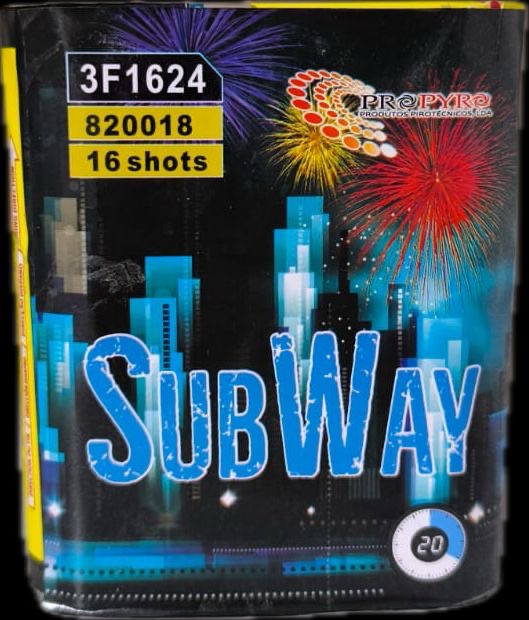 3F1624
820018
16 shots
PROPYRO
PRODUTOS PIROTÉCNICOS, LDA
SUBWAY
20